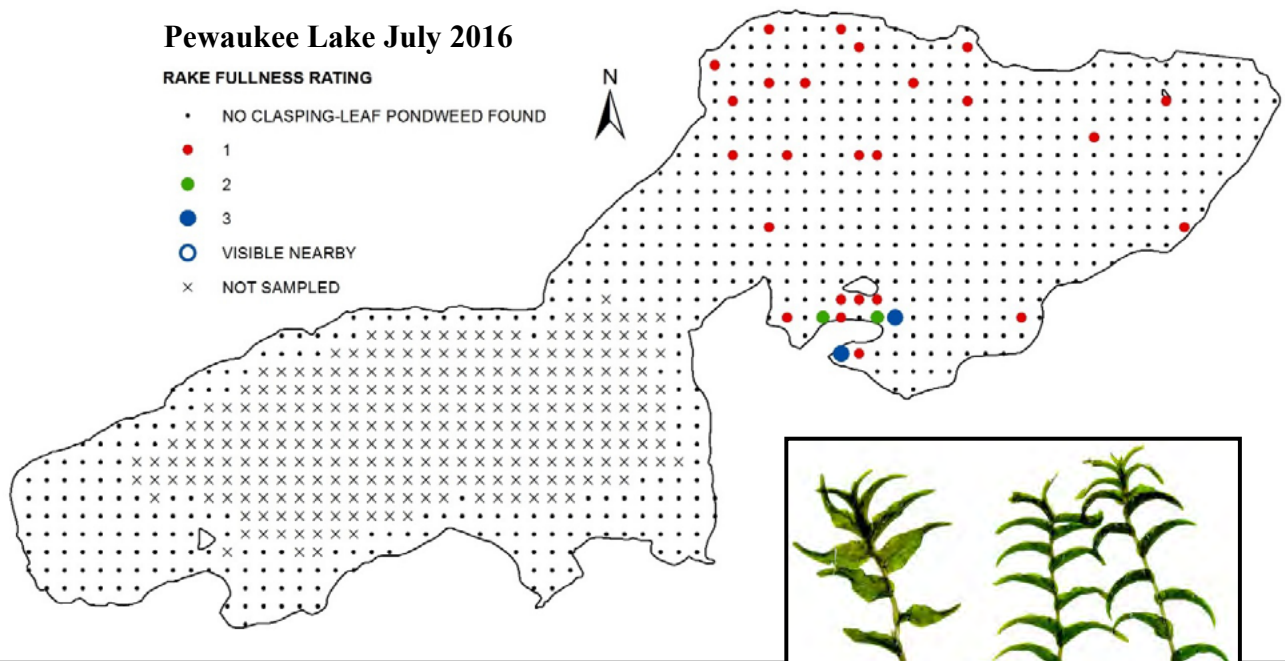 Pewaukee Lake July 2016
RAKE FULLNESS RATING
NO CLASPING-LEAF PONDWEED FOUND
1
2
3
VISIBLE NEARBY
NOT SAMPLED
N